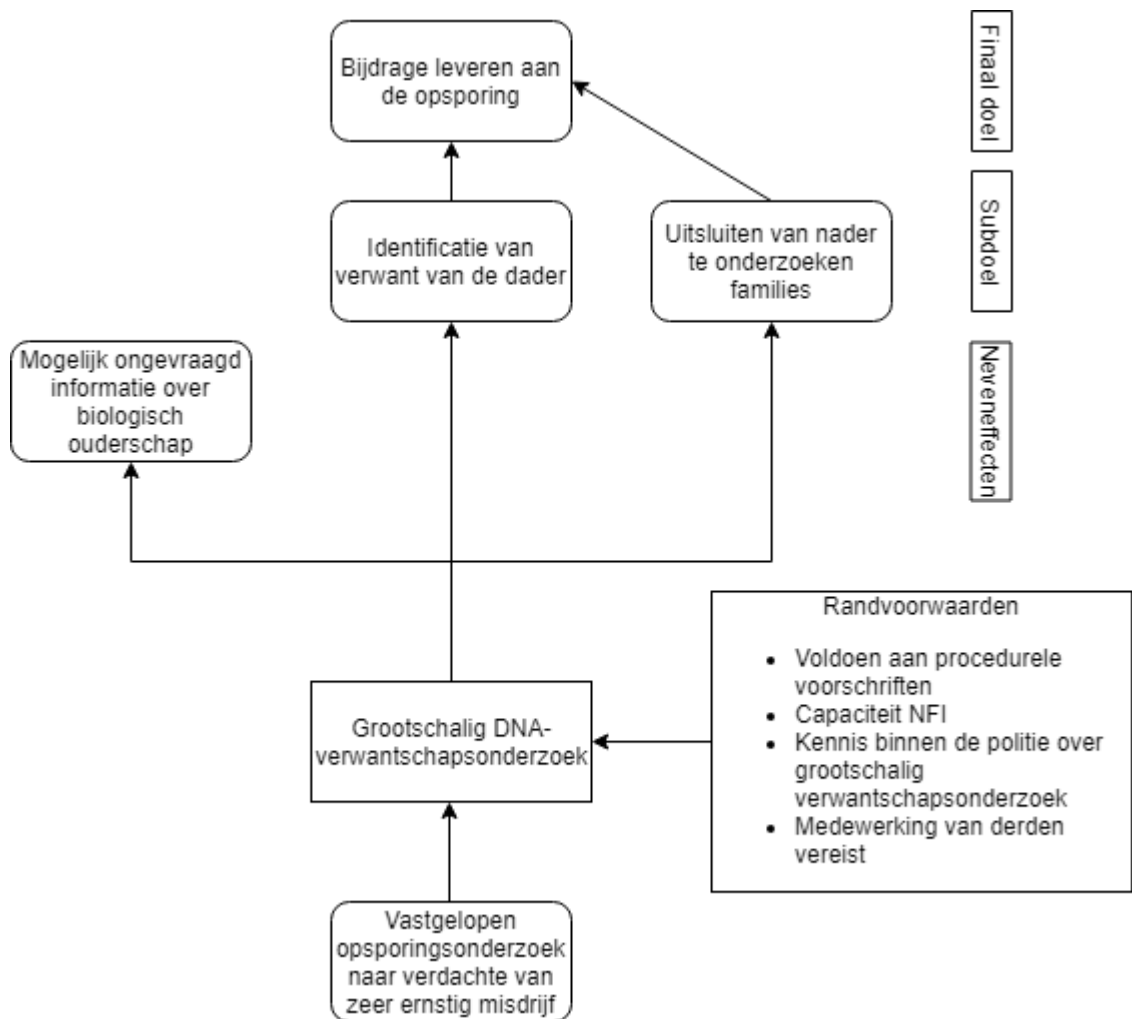 Bijdrage leveren aan
de opsporing
Finaal doel
Identificatie van
verwant van de dader
Uitsluiten van nader
te onderzoeken
families
Subdoel
Mogelijk ongevraagd
informatie over
biologisch
ouderschap
Neveneffecten
Grootschalig DNA-
verwantschapsonderzoek
Randvoorwaarden
• Voldoen aan procedurele
voorschriften
• Capaciteit NFI
• Kennis binnen de politie over
grootschalig
verwantschapsonderzoek
• Medewerking van derden
vereist
Vastgelopen
opsporingsonderzoek
naar verdachte van
zeer ernstig misdrijf